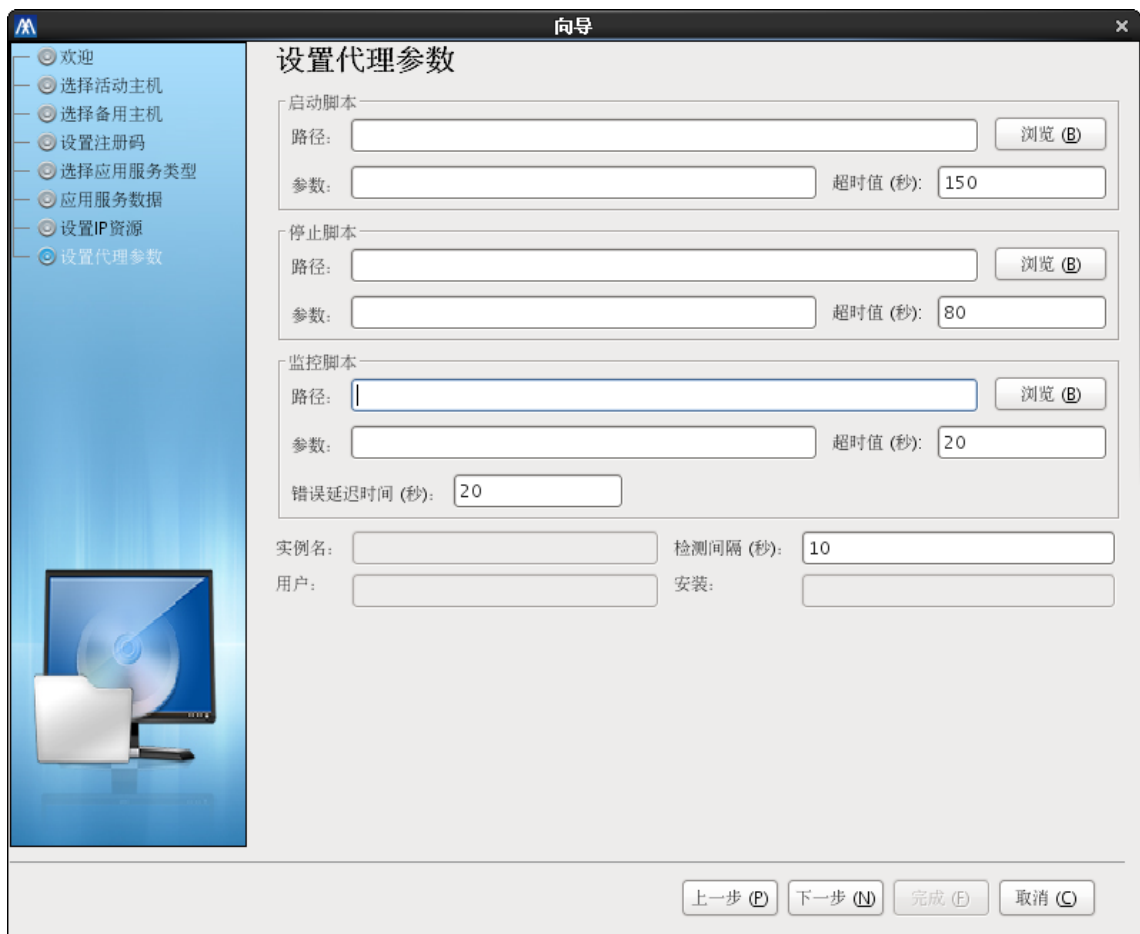 向导
欢迎
选择活动主机
选择备用主机
设置注册码
选择应用服务类型
应用服务数据
设置IP资源
设置代理参数
设置代理参数
启动脚本
路径: 浏览 (B)
参数: 超时值 (秒): 150
停止脚本
路径: 浏览 (B)
参数: 超时值 (秒): 80
监控脚本
路径: 浏览 (B)
参数: 超时值 (秒): 20
错误延迟时间 (秒): 20
实例名: 检测间隔 (秒): 10
用户: 安装:
上一步 (P) 下一步 (N) 完成 (F) 取消 (C)